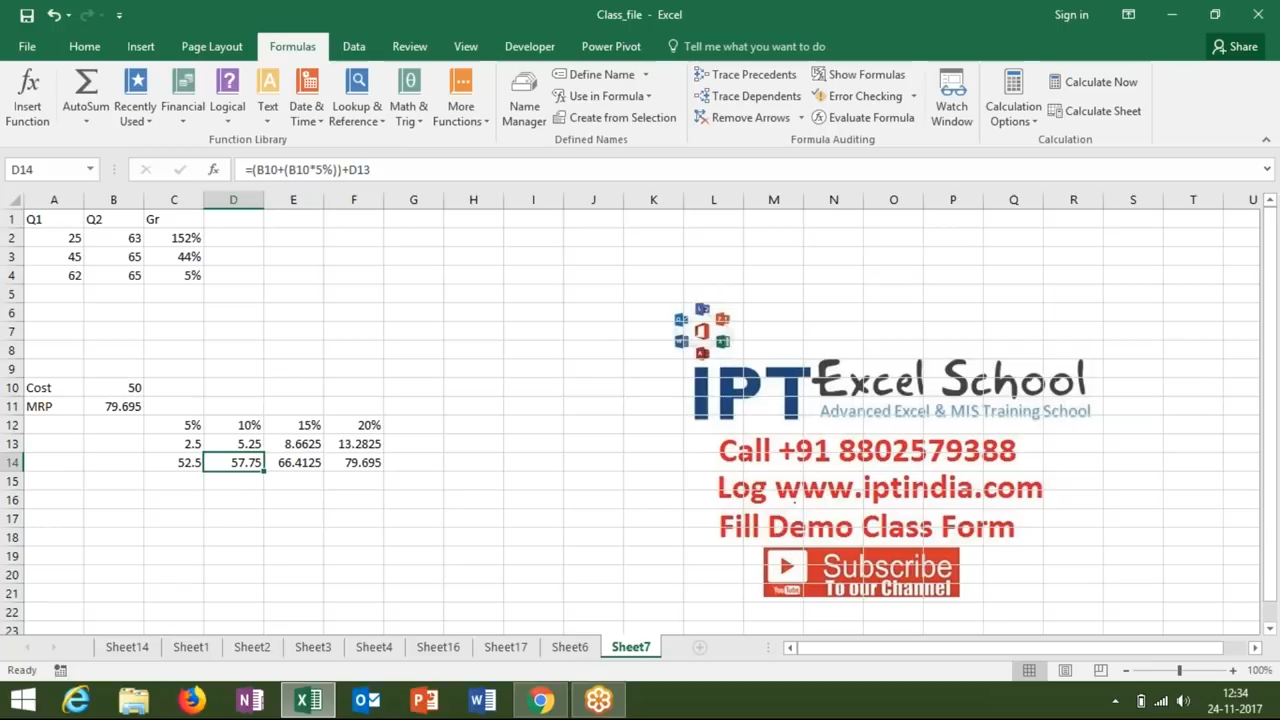 Class_file - Excel
Sign in
File Home Insert Page Layout Formulas Data Review View Developer Power Pivot Tell me what you want to do Share
Insert Function
AutoSum
Recently Used
Financial
Logical
Text
Date & Time
Lookup & Reference
Math & Trig
More Functions
Function Library
Name Manager
Define Name
Use in Formula
Create from Selection
Defined Names
Trace Precedents
Trace Dependents
Remove Arrows
Show Formulas
Error Checking
Evaluate Formula
Formula Auditing
Watch Window
Calculation Options
Calculate Now
Calculate Sheet
Calculation
D14 fx =(B10+(B10*5%))+D13
A B C D E F G H I J K L M N O P Q R S T U
1 Q1 Q2 Gr
2 25 63 152%
3 45 65 44%
4 62 65 5%
5
6
7
8
9
10 Cost 50
11 MRP 79.695
12 5% 10% 15% 20%
13 2.5 5.25 8.6625 13.2825
14 52.5 57.75 66.4125 79.695
15
16
17
18
19
20
21
22
23
IPT Excel School
Advanced Excel & MIS Training School
Call +91 8802579388
Log www.iptindia.com
Fill Demo Class Form
YouTube Subscribe
To our Channel
Sheet14 Sheet1 Sheet2 Sheet3 Sheet4 Sheet16 Sheet17 Sheet6 Sheet7
Ready
100%
12:34
24-11-2017